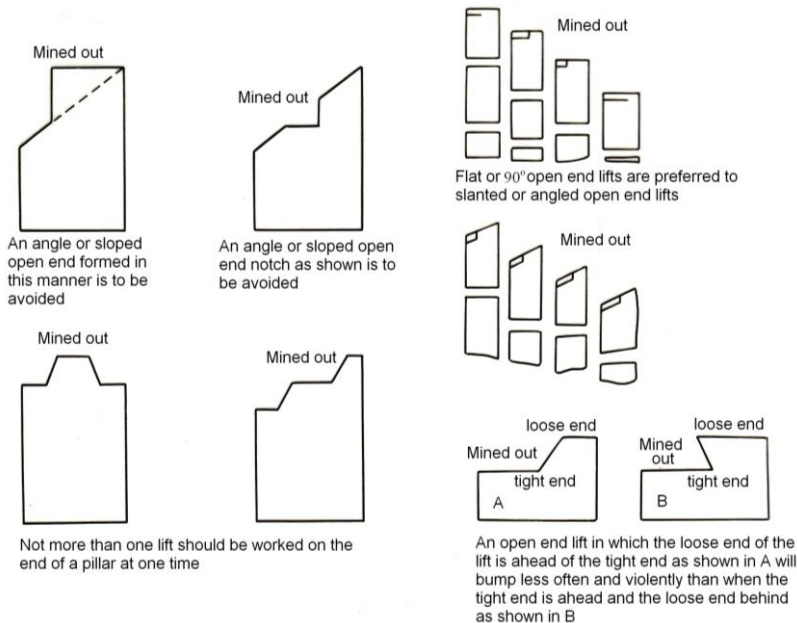 Mined out
An angle or sloped
open end formed in
this manner is to be
avoided
Mined out
An angle or sloped open
end notch as shown is to
be avoided
Mined out
Mined out
Not more than one lift should be worked on the
end of a pillar at one time
Mined out
Flat or 90° open end lifts are preferred to
slanted or angled open end lifts
Mined out
loose end
Mined out
tight end
A
loose end
Mined
out
tight end
B
An open end lift in which the loose end of the
lift is ahead of the tight end as shown in A will
bump less often and violently than when the
tight end is ahead and the loose end behind
as shown in B